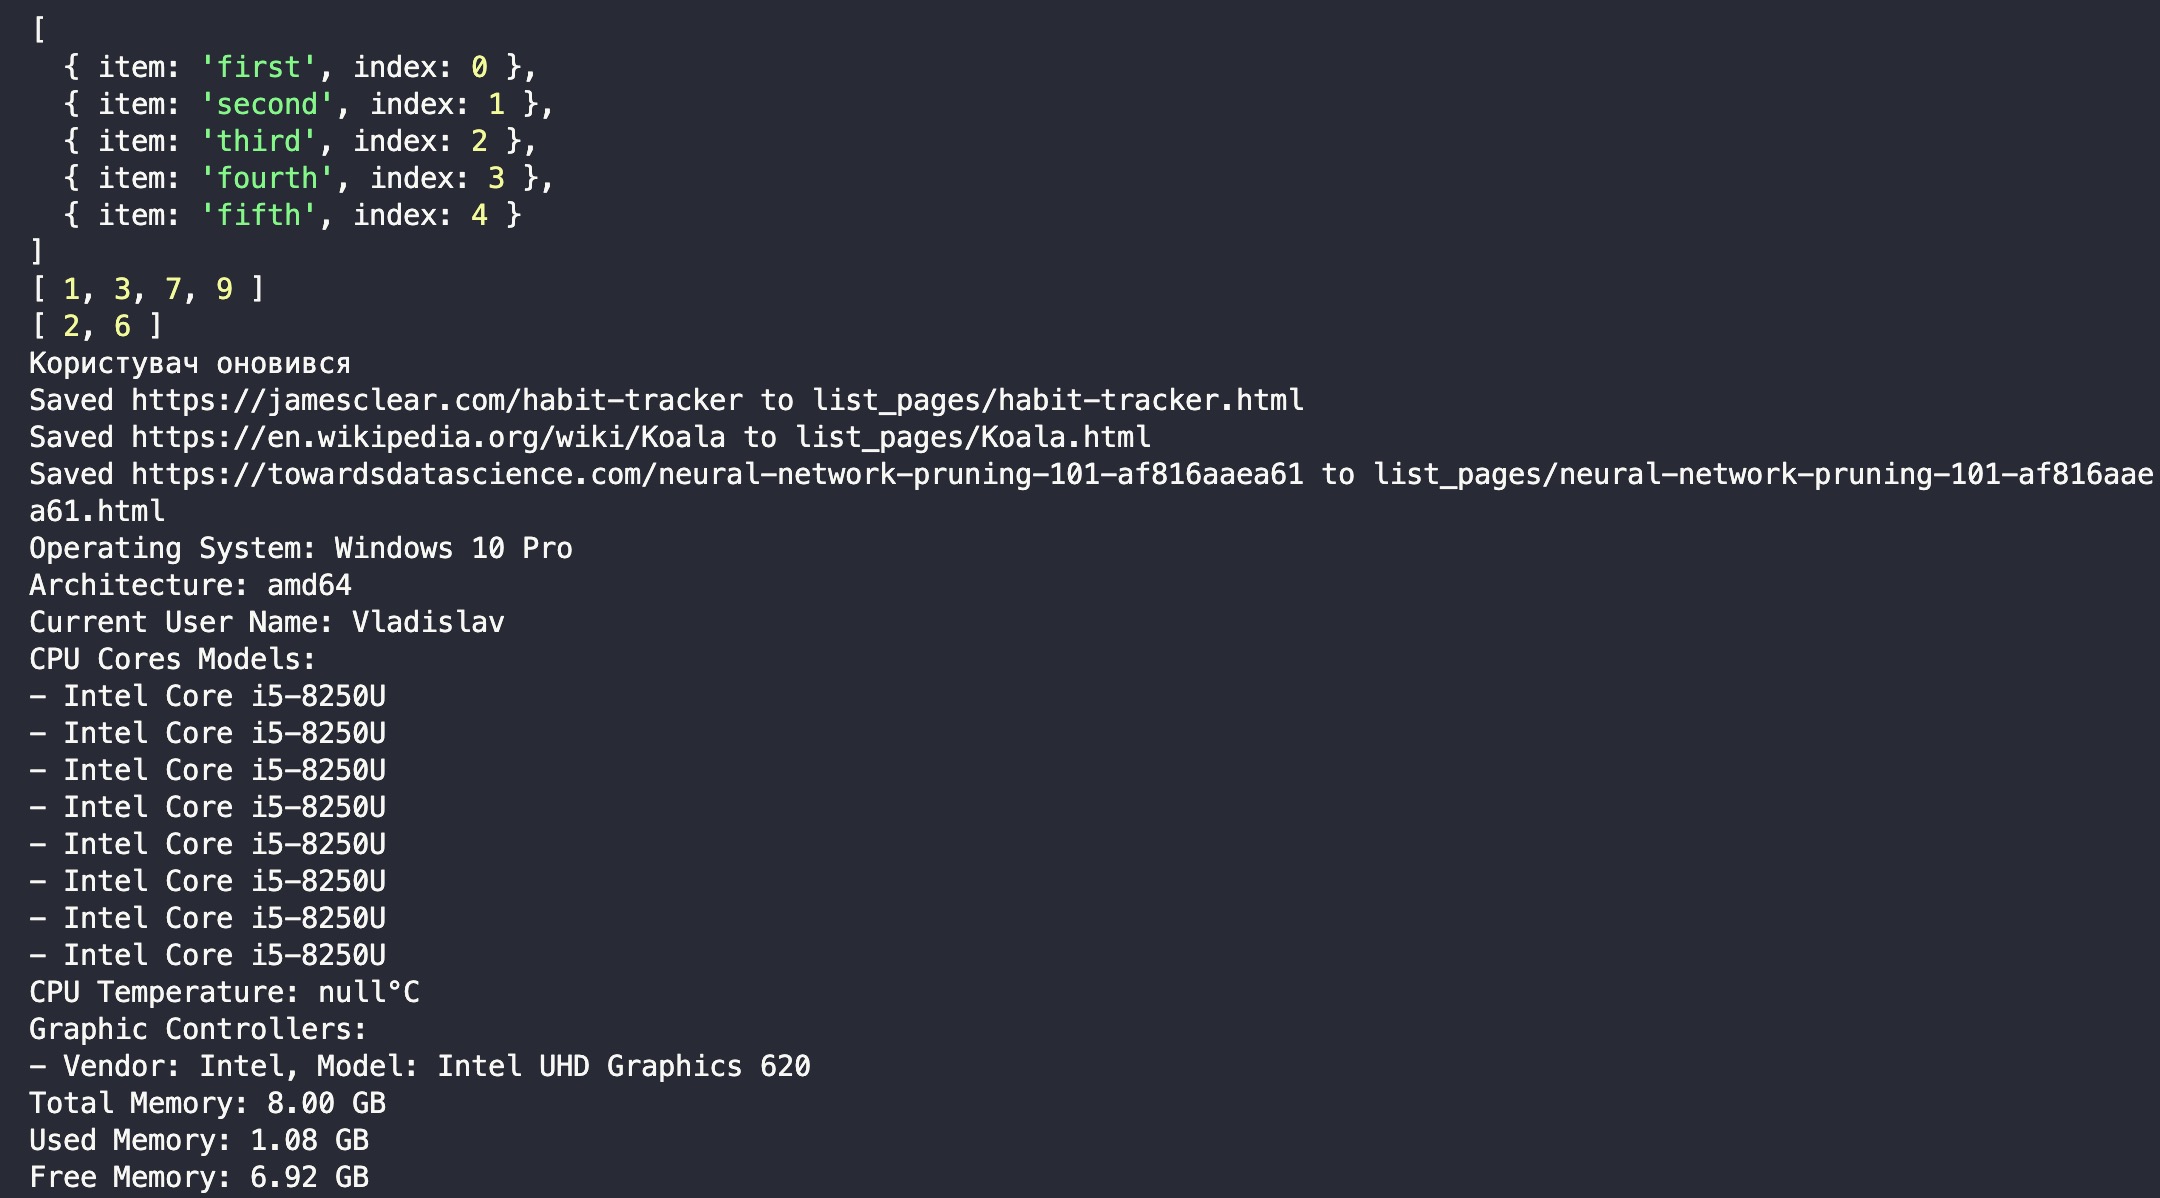 [
  { item: 'first', index: 0 },
  { item: 'second', index: 1 },
  { item: 'third', index: 2 },
  { item: 'fourth', index: 3 },
  { item: 'fifth', index: 4 }
]
[ 1, 3, 7, 9 ]
[ 2, 6 ]
Користувач оновився
Saved https://jamesclear.com/habit-tracker to list_pages/habit-tracker.html
Saved https://en.wikipedia.org/wiki/Koala to list_pages/Koala.html
Saved https://towardsdatascience.com/neural-network-pruning-101-af816aaea61 to list_pages/neural-network-pruning-101-af816aae
a61.html
Operating System: Windows 10 Pro
Architecture: amd64
Current User Name: Vladislav
CPU Cores Models:
- Intel Core i5-8250U
- Intel Core i5-8250U
- Intel Core i5-8250U
- Intel Core i5-8250U
- Intel Core i5-8250U
- Intel Core i5-8250U
- Intel Core i5-8250U
- Intel Core i5-8250U
CPU Temperature: null°C
Graphic Controllers:
- Vendor: Intel, Model: Intel UHD Graphics 620
Total Memory: 8.00 GB
Used Memory: 1.08 GB
Free Memory: 6.92 GB